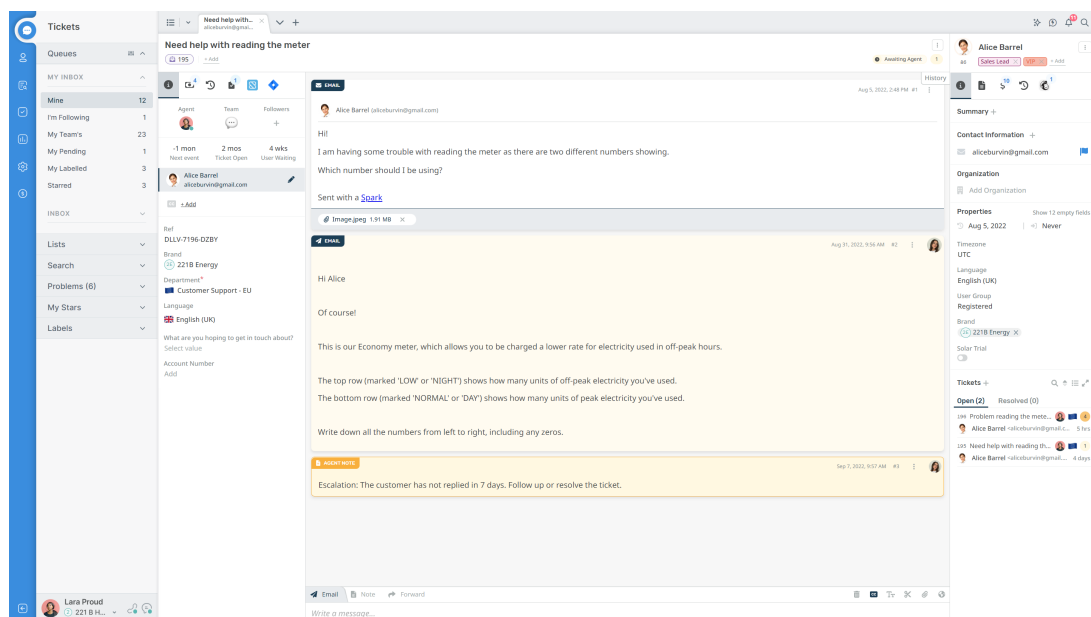 Tickets
Queues
MY INBOX
Mine 12
I'm Following 1
My Team's 23
My Pending 1
My Labelled 3
Starred 3
INBOX
Lists
Search
Problems (6)
My Stars
Labels
Lara Proud
221 B H...
Need help with...
aliceburvin@gmai...
Need help with reading the meter
195 + Add
Awaiting Agent 1
History
4 1
Agent Team Followers
-1 mon 2 mos 4 wks
Next event Ticket Open User Waiting
Alice Barrel
aliceburvin@gmail.com
CC + Add
Ref
DLLV-7196-DZBY
Brand
221B Energy
Department*
Customer Support - EU
Language
English (UK)
What are you hoping to get in touch about?
Select value
Account Number
Add
EMAIL
Aug 5, 2022, 2:48 PM #1
Alice Barrel (aliceburvin@gmail.com)
Hi!
I am having some trouble with reading the meter as there are two different numbers showing.
Which number should I be using?
Sent with a Spark
Image.jpeg 1.91 MB
EMAIL
Aug 31, 2022, 9:56 AM #2
Hi Alice
Of course!
This is our Economy meter, which allows you to be charged a lower rate for electricity used in off-peak hours.
The top row (marked 'LOW' or 'NIGHT') shows how many units of off-peak electricity you've used.
The bottom row (marked 'NORMAL' or 'DAY') shows how many units of peak electricity you've used.
Write down all the numbers from left to right, including any zeros.
AGENT NOTE
Sep 7, 2022, 9:57 AM #3
Escalation: The customer has not replied in 7 days. Follow up or resolve the ticket.
Email Note Forward
Write a message...
Alice Barrel
Sales Lead VIP + Add
10 1
Summary +
Contact Information +
aliceburvin@gmail.com
Organization
Add Organization
Properties Show 12 empty fields
Aug 5, 2022 Never
Timezone
UTC
Language
English (UK)
User Group
Registered
Brand
221B Energy
Solar Trial
Tickets +
Open (2) Resolved (0)
Problem reading the mete... 4
Alice Barrel <aliceburvin@gmail.c... 5 hrs
195 Need help with reading th... 1
Alice Barrel <aliceburvin@gmail.... 4 days